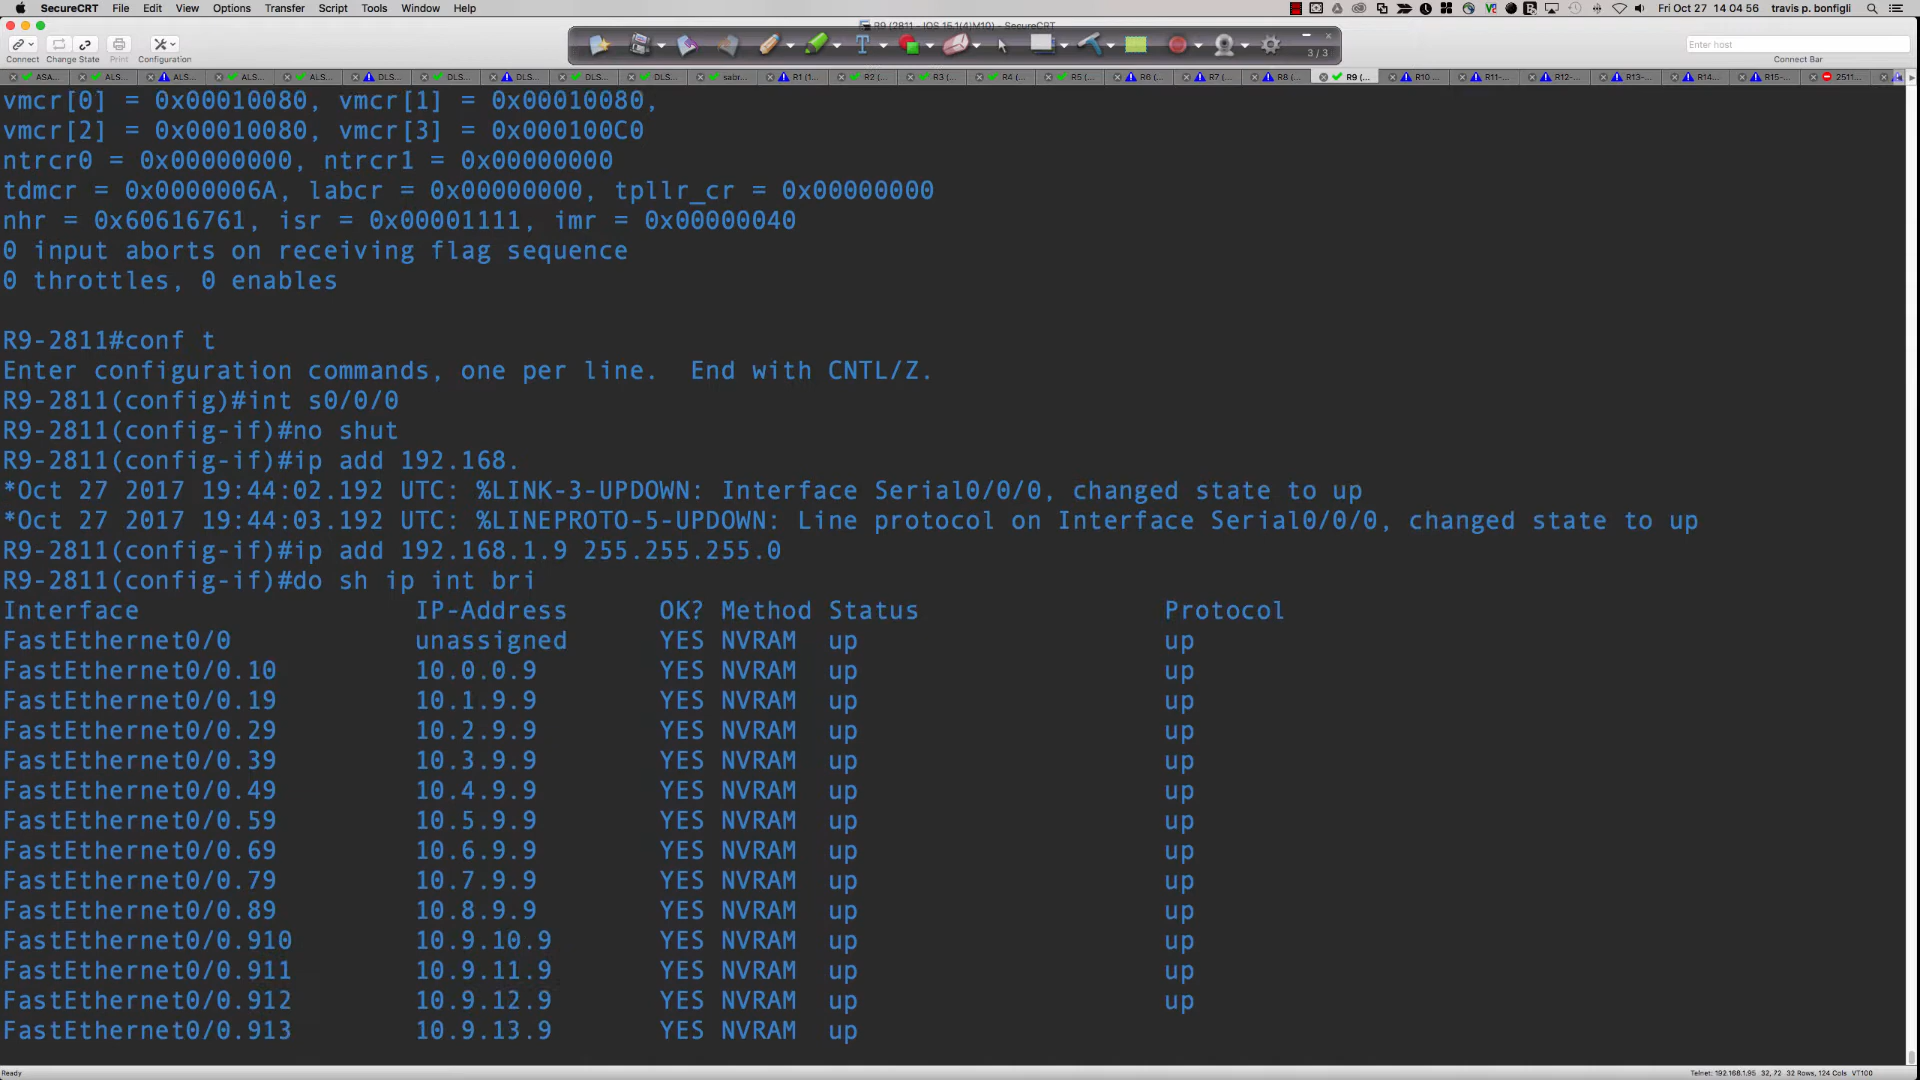 SecureCRT File Edit View Options Transfer Script Tools Window Help Fri Oct 27 14 04 56 travis p. bonfigli
R9 (2811 - IOS 15.1(4)M10) - SecureCRT
Connect Change State Print Configuration
3 / 3
Enter host
Connect Bar
ASA... ALS... ALS... ALS... ALS... DLS... DLS... DLS... DLS... DLS... sabr... R1 (1... R2 (... R3 (... R4 (... R5 (... R6 (... R7 (... R8 (... R9 (... R10 ... R11-... R12-... R13-... R14... R15-... 2511...
vmcr[0] = 0x00010080, vmcr[1] = 0x00010080,
vmcr[2] = 0x00010080, vmcr[3] = 0x000100C0
ntrcr0 = 0x00000000, ntrcr1 = 0x00000000
tdmcr = 0x0000006A, labcr = 0x00000000, tpllr_cr = 0x00000000
nhr = 0x60616761, isr = 0x00001111, imr = 0x00000040
0 input aborts on receiving flag sequence
0 throttles, 0 enables
R9-2811#conf t
Enter configuration commands, one per line.  End with CNTL/Z.
R9-2811(config)#int s0/0/0
R9-2811(config-if)#no shut
R9-2811(config-if)#ip add 192.168.
*Oct 27 2017 19:44:02.192 UTC: %LINK-3-UPDOWN: Interface Serial0/0/0, changed state to up
*Oct 27 2017 19:44:03.192 UTC: %LINEPROTO-5-UPDOWN: Line protocol on Interface Serial0/0/0, changed state to up
R9-2811(config-if)#ip add 192.168.1.9 255.255.255.0
R9-2811(config-if)#do sh ip int bri
Interface IP-Address OK? Method Status Protocol
FastEthernet0/0 unassigned YES NVRAM up up
FastEthernet0/0.10 10.0.0.9 YES NVRAM up up
FastEthernet0/0.19 10.1.9.9 YES NVRAM up up
FastEthernet0/0.29 10.2.9.9 YES NVRAM up up
FastEthernet0/0.39 10.3.9.9 YES NVRAM up up
FastEthernet0/0.49 10.4.9.9 YES NVRAM up up
FastEthernet0/0.59 10.5.9.9 YES NVRAM up up
FastEthernet0/0.69 10.6.9.9 YES NVRAM up up
FastEthernet0/0.79 10.7.9.9 YES NVRAM up up
FastEthernet0/0.89 10.8.9.9 YES NVRAM up up
FastEthernet0/0.910 10.9.10.9 YES NVRAM up up
FastEthernet0/0.911 10.9.11.9 YES NVRAM up up
FastEthernet0/0.912 10.9.12.9 YES NVRAM up up
FastEthernet0/0.913 10.9.13.9 YES NVRAM up
Ready Telnet: 192.168.1.95 32, 72 32 Rows, 124 Cols VT100